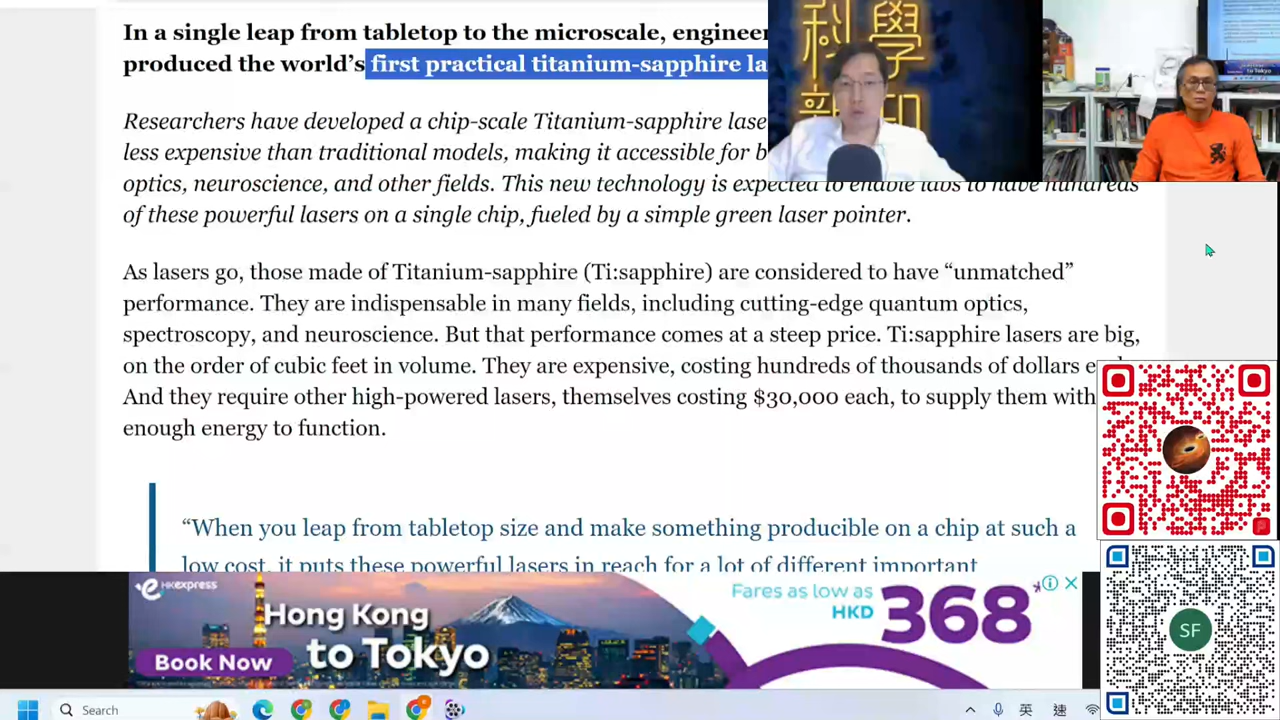 In a single leap from tabletop to the microscale, engineer
produced the world's first practical titanium-sapphire la
科學
Researchers have developed a chip-scale Titanium-sapphire lase
less expensive than traditional models, making it accessible for b
optics, neuroscience, and other fields. This new technology is expected to enable labs to have hundreds
of these powerful lasers on a single chip, fueled by a simple green laser pointer.
to Tokyo
As lasers go, those made of Titanium-sapphire (Ti:sapphire) are considered to have “unmatched”
performance. They are indispensable in many fields, including cutting-edge quantum optics,
spectroscopy, and neuroscience. But that performance comes at a steep price. Ti:sapphire lasers are big,
on the order of cubic feet in volume. They are expensive, costing hundreds of thousands of dollars e
And they require other high-powered lasers, themselves costing $30,000 each, to supply them with
enough energy to function.
“When you leap from tabletop size and make something producible on a chip at such a
low cost, it puts these powerful lasers in reach for a lot of different important
hkexpress
Hong Kong
to Tokyo
Book Now
Fares as low as
HKD 368
SF
Search
英
速